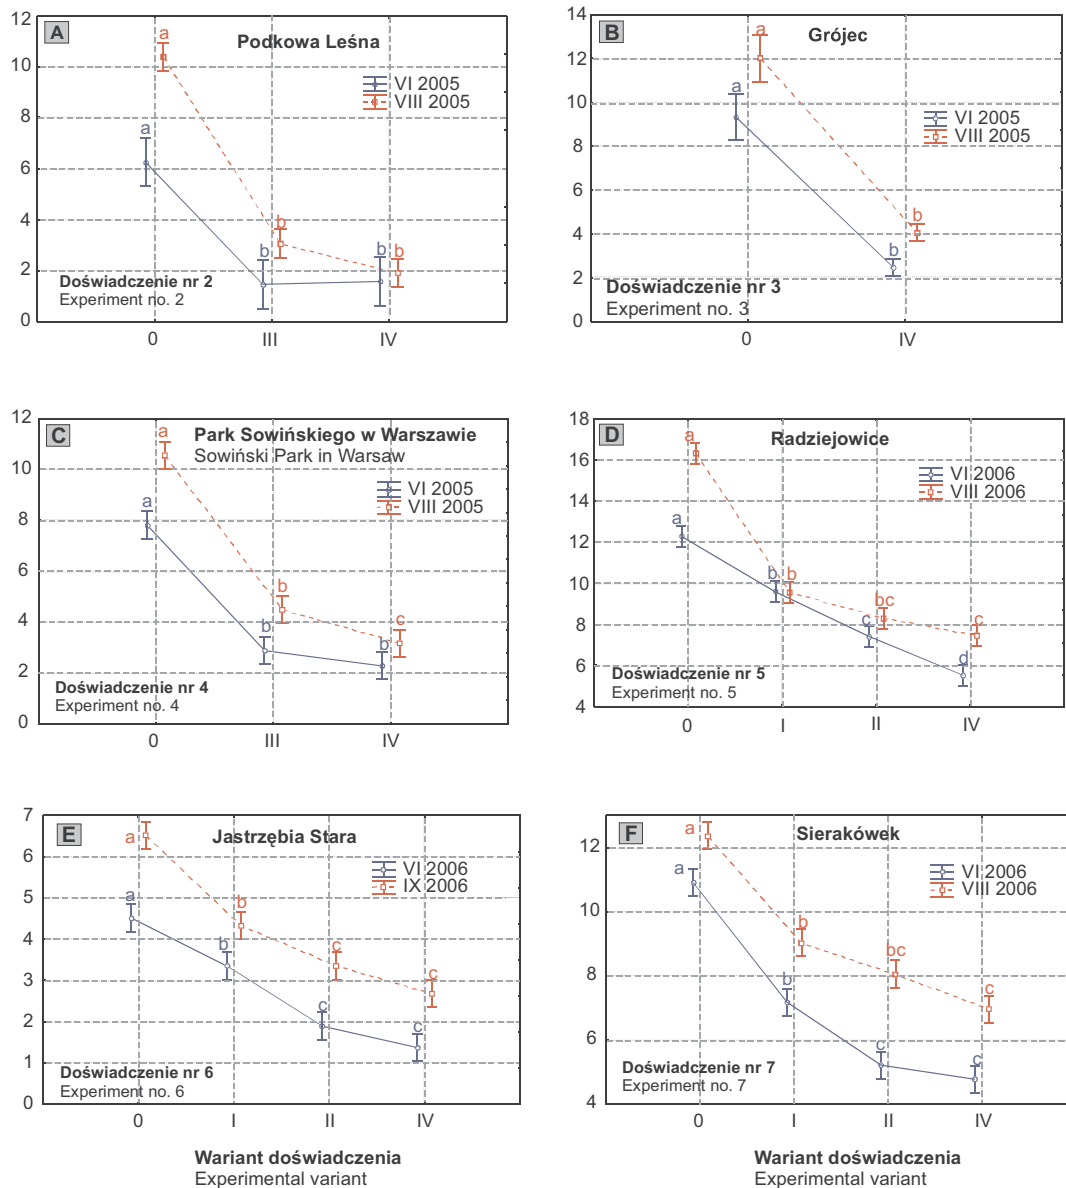 A
Podkowa Leśna
VI 2005
VIII 2005
12
10
8
6
4
2
0
a
a
b
b
b
b
Doświadczenie nr 2
Experiment no. 2
0 III IV
B
Grójec
VI 2005
VIII 2005
14
12
10
8
6
4
2
0
a
a
b
b
Doświadczenie nr 3
Experiment no. 3
0 IV
C
Park Sowińskiego w Warszawie
Sowiński Park in Warsaw
VI 2005
VIII 2005
12
10
8
6
4
2
0
a
a
b
b
c
b
Doświadczenie nr 4
Experiment no. 4
0 III IV
D
Radziejowice
VI 2006
VIII 2006
18
16
14
12
10
8
6
4
a
a
b b
bc
c
c
d
Doświadczenie nr 5
Experiment no. 5
0 I II IV
E
Jastrzębia Stara
VI 2006
IX 2006
7
6
5
4
3
2
1
0
a
a
b
b
c
c
c
c
Doświadczenie nr 6
Experiment no. 6
0 I II IV
Wariant doświadczenia
Experimental variant
F
Sierakówek
VI 2006
VIII 2006
12
10
8
6
4
a
a
b
b
bc
c
c
c
Doświadczenie nr 7
Experiment no. 7
0 I II IV
Wariant doświadczenia
Experimental variant